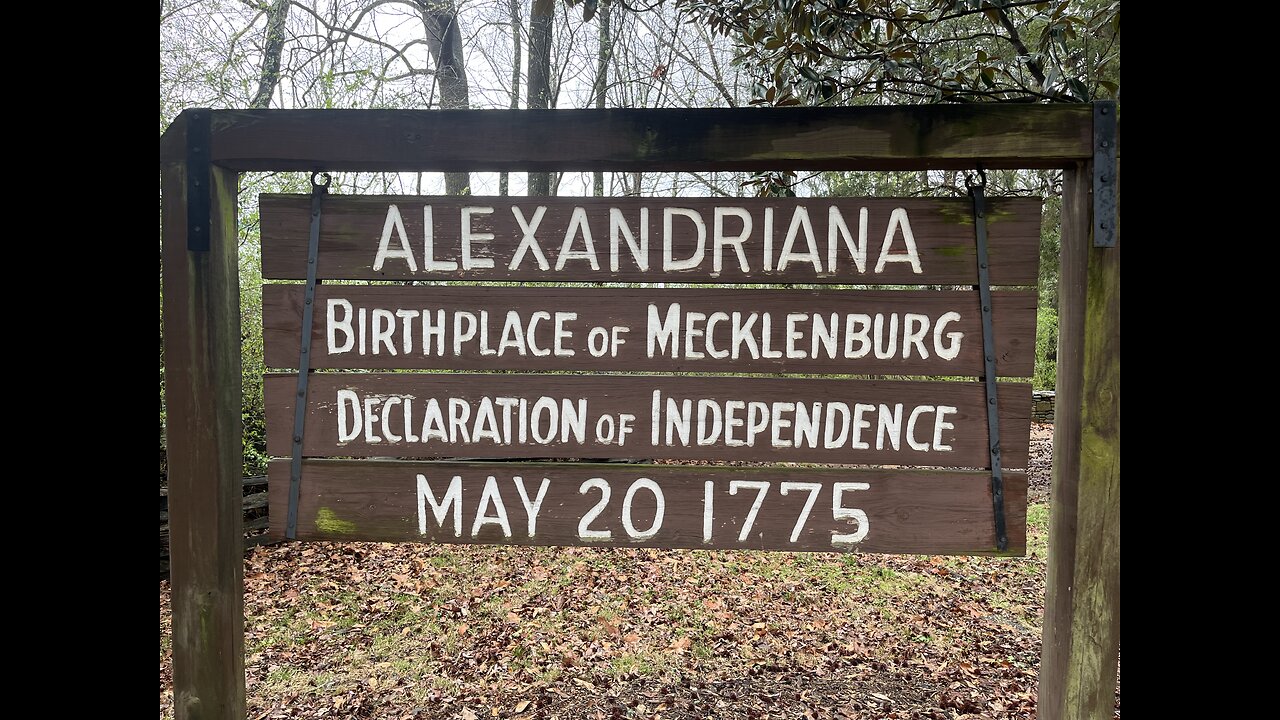 ALEXANDRIANA
BIRTHPLACE OF MECKLENBURG
DECLARATION OF INDEPENDENCE
MAY 20 1775